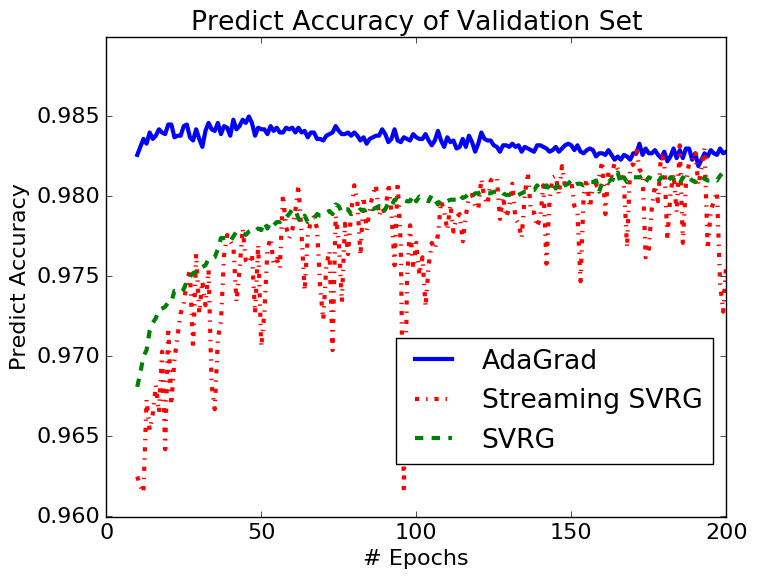 Predict Accuracy of Validation Set
Predict Accuracy
0.985
0.980
0.975
0.970
0.965
0.960
AdaGrad
Streaming SVRG
SVRG
0 50 100 150 200
# Epochs